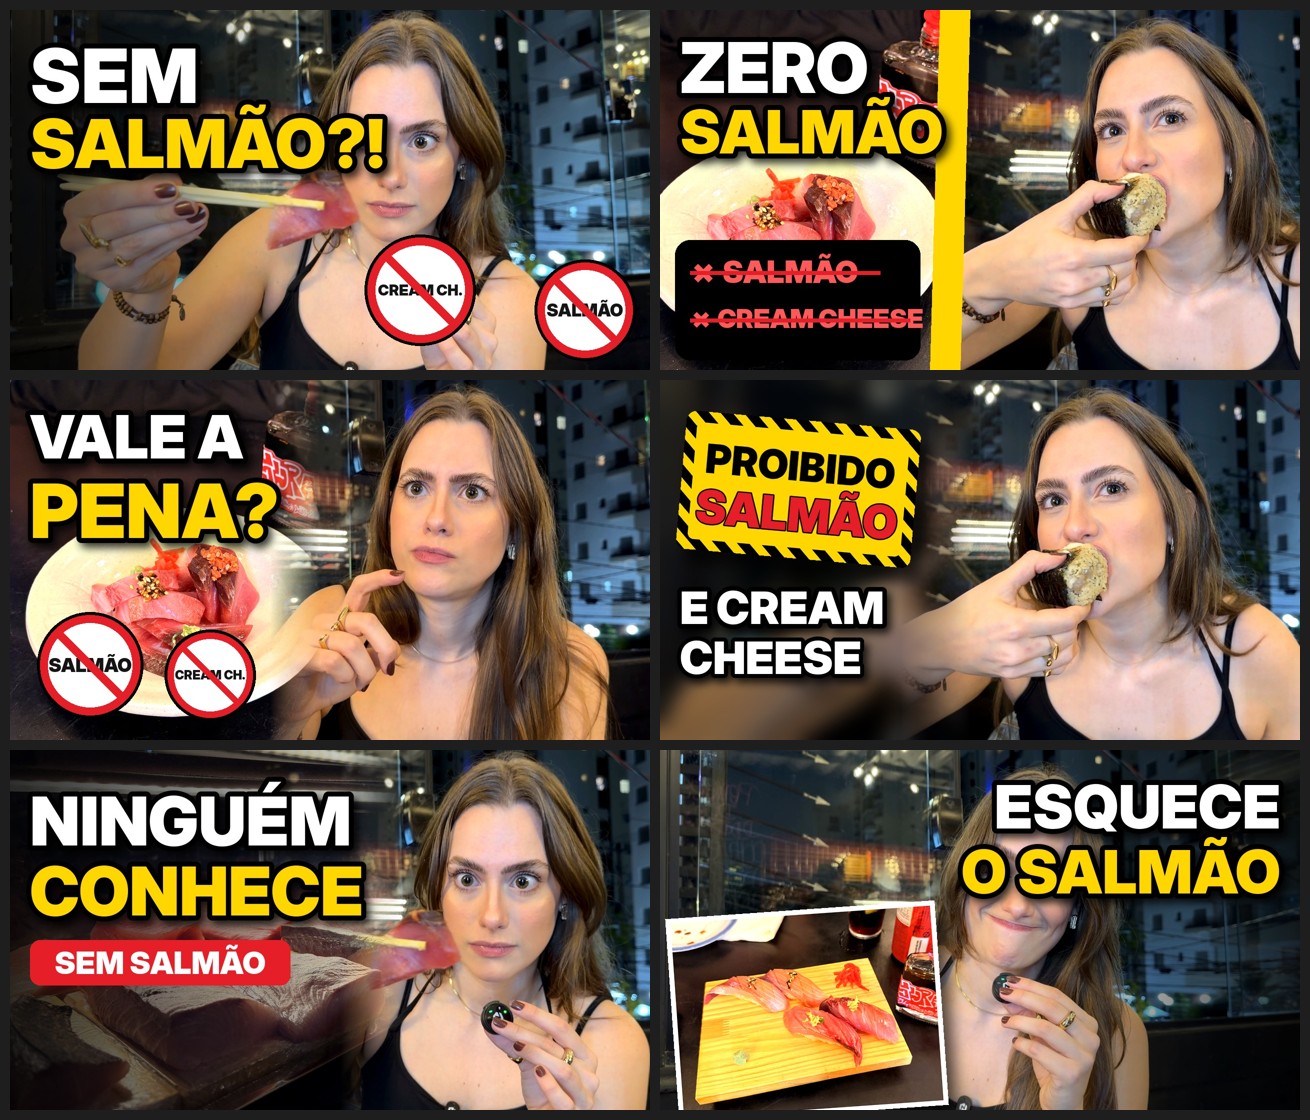 SEM
SALMÃO?!
CREAM CH.
SALMÃO
ZERO
SALMÃO
× SALMÃO
× CREAM CHEESE
VALE A
PENA?
SALMÃO
CREAM CH.
PROIBIDO
SALMÃO
E CREAM
CHEESE
NINGUÉM
CONHECE
SEM SALMÃO
ESQUECE
O SALMÃO